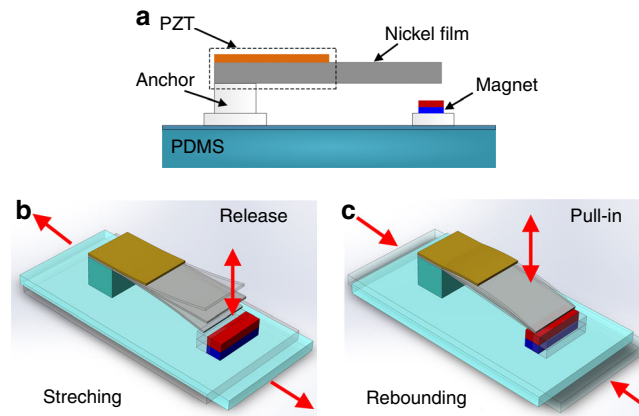 a
PZT
Nickel film
Anchor
Magnet
PDMS
b
Release
Streching
c
Pull-in
Rebounding